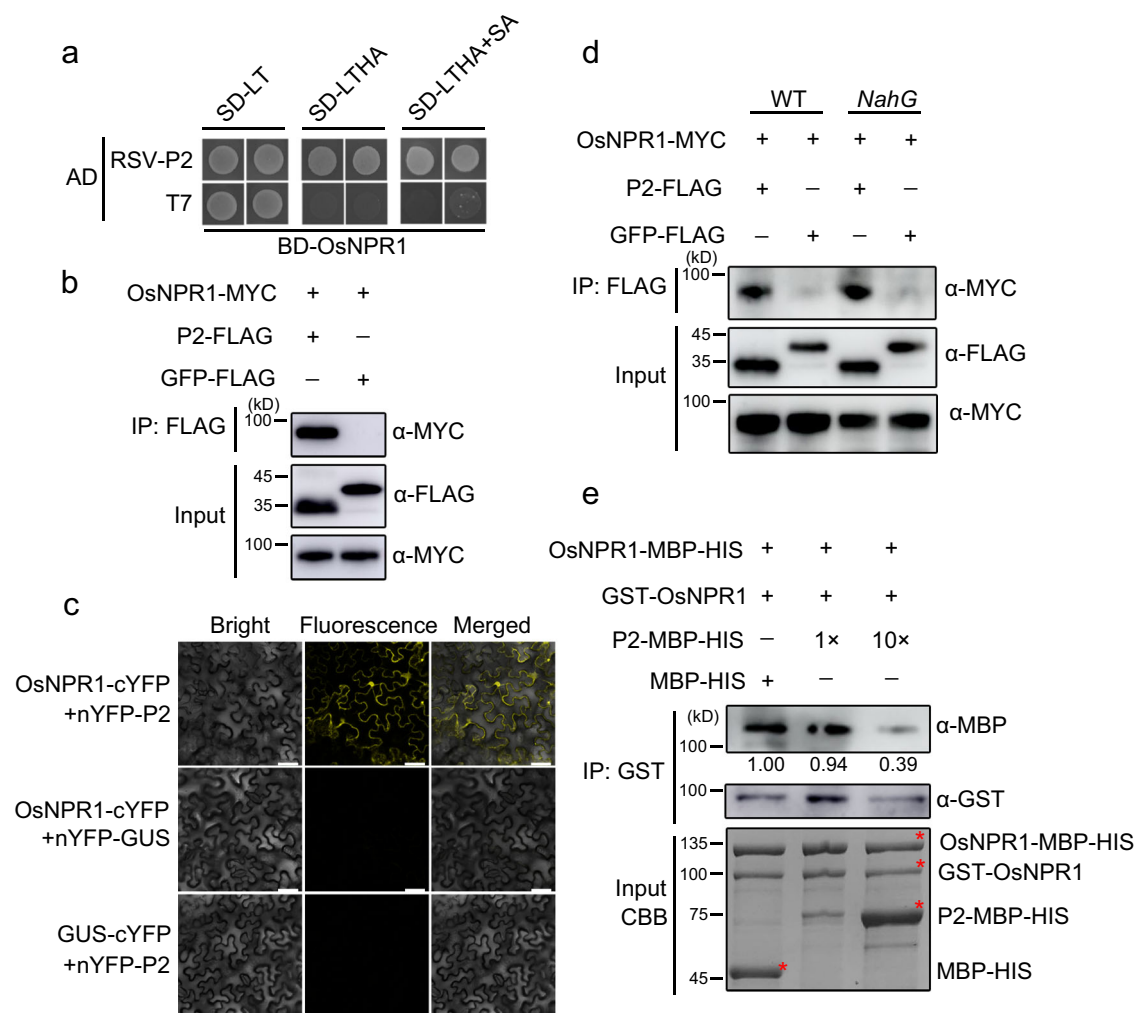 a
SD-LT SD-LTHA SD-LTHA+SA
AD
RSV-P2
T7
BD-OsNPR1
b
OsNPR1-MYC + +
P2-FLAG + –
GFP-FLAG – +
(kD)
IP: FLAG 100 α-MYC
45
35
α-FLAG
Input
100 α-MYC
c
Bright Fluorescence Merged
OsNPR1-cYFP
+nYFP-P2
OsNPR1-cYFP
+nYFP-GUS
GUS-cYFP
+nYFP-P2
d
WT NahG
OsNPR1-MYC + + + +
P2-FLAG + – + –
GFP-FLAG – + – +
(kD)
IP: FLAG 100 α-MYC
45
35
α-FLAG
Input
100 α-MYC
e
OsNPR1-MBP-HIS + + +
GST-OsNPR1 + + +
P2-MBP-HIS – 1× 10×
MBP-HIS + – –
(kD)
100 α-MBP
1.00 0.94 0.39
IP: GST
100 α-GST
135 * OsNPR1-MBP-HIS
100 * GST-OsNPR1
Input
CBB
75 * P2-MBP-HIS
45 * MBP-HIS